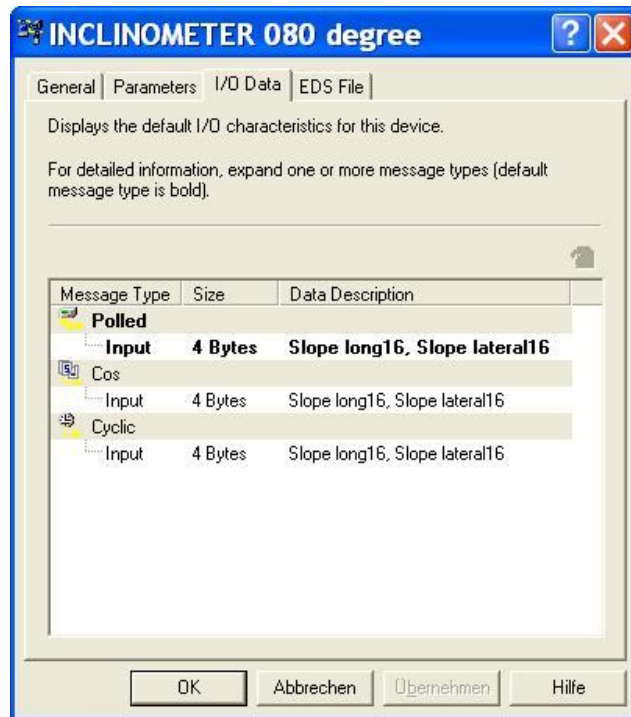 INCLINOMETER 080 degree
General Parameters I/O Data EDS File
Displays the default I/O characteristics for this device.
For detailed information, expand one or more message types (default
message type is bold).
Message Type Size Data Description
Polled
Input 4 Bytes Slope long16, Slope lateral16
Cos
Input 4 Bytes Slope long16, Slope lateral16
Cyclic
Input 4 Bytes Slope long16, Slope lateral16
OK Abbrechen Übernehmen Hilfe